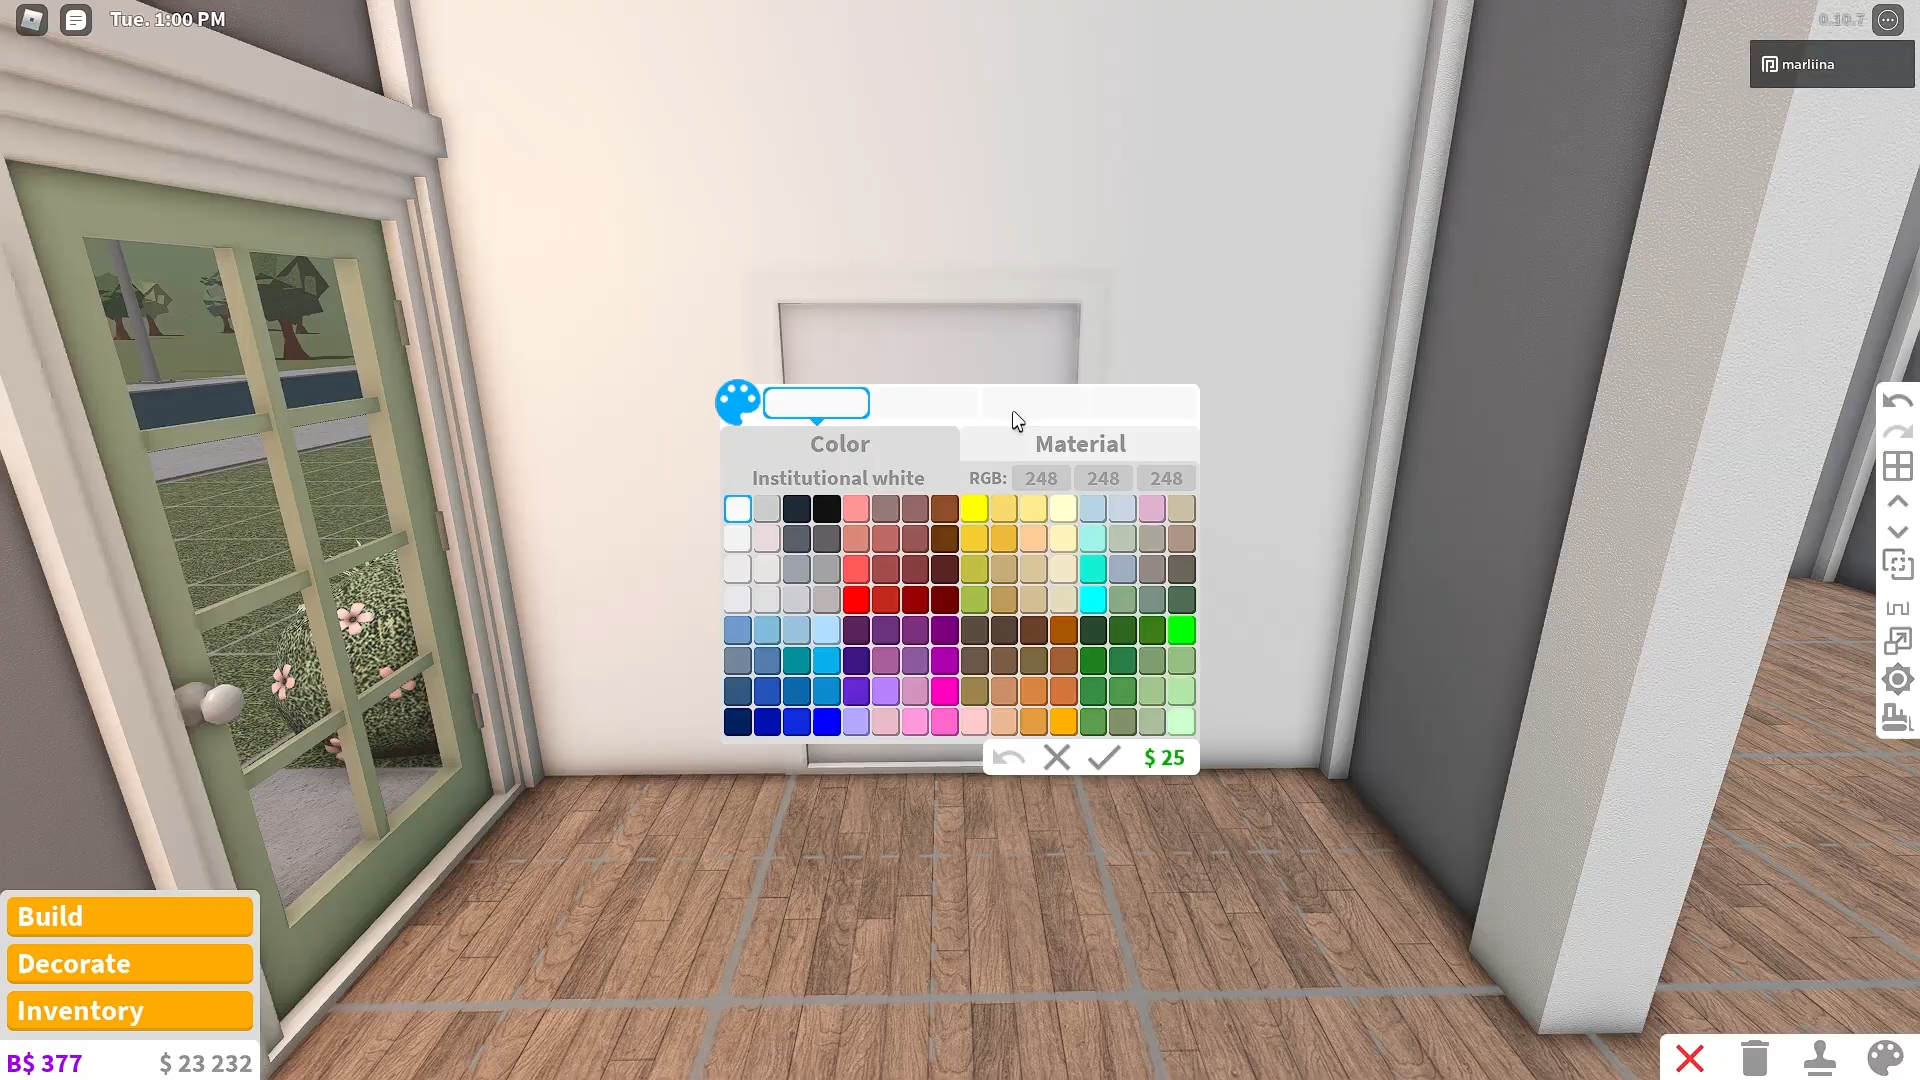 Tue. 1:00 PM
0.10.7
marliina
Color
Material
Institutional white
RGB: 248 248 248
$ 25
Build
Decorate
Inventory
B$ 377
$ 23 232